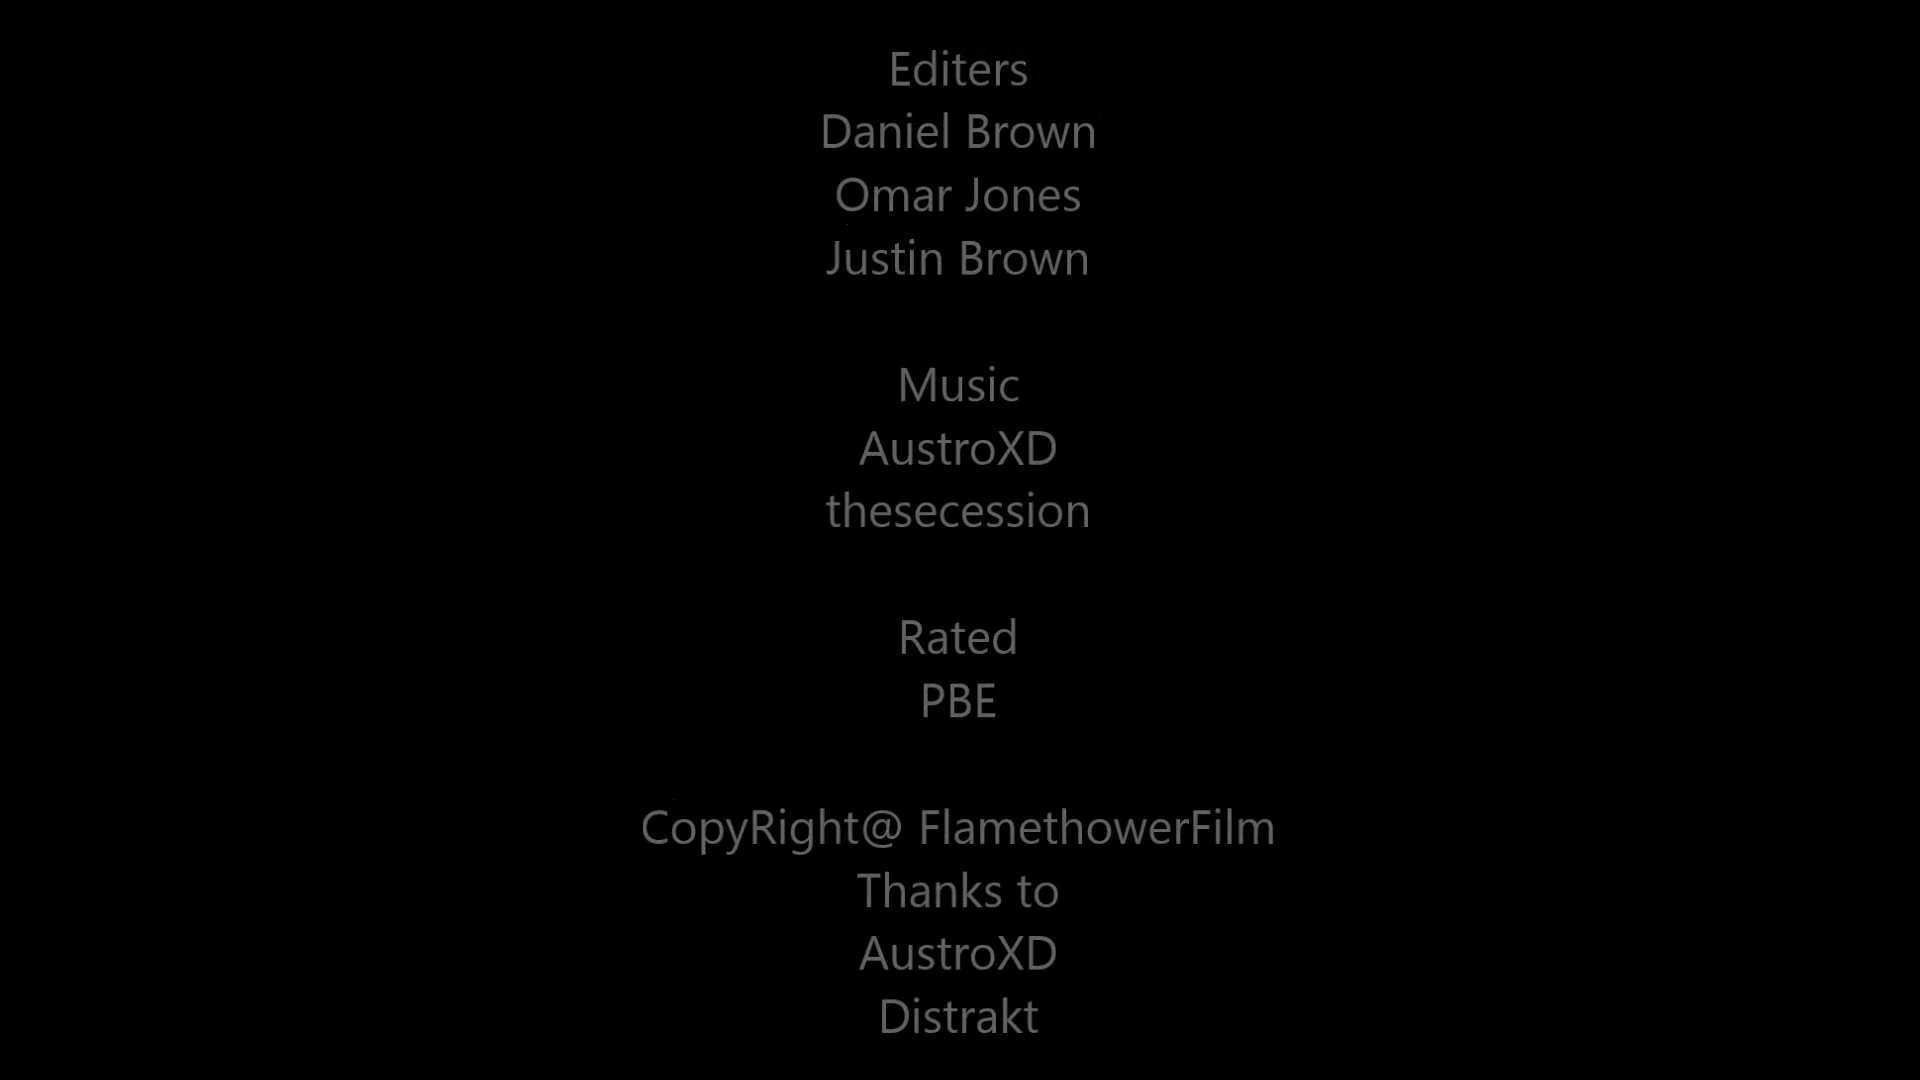 Editers
Daniel Brown
Omar Jones
Justin Brown
Music
AustroXD
thesecession
Rated
PBE
CopyRight@ FlamethowerFilm
Thanks to
AustroXD
Distrakt